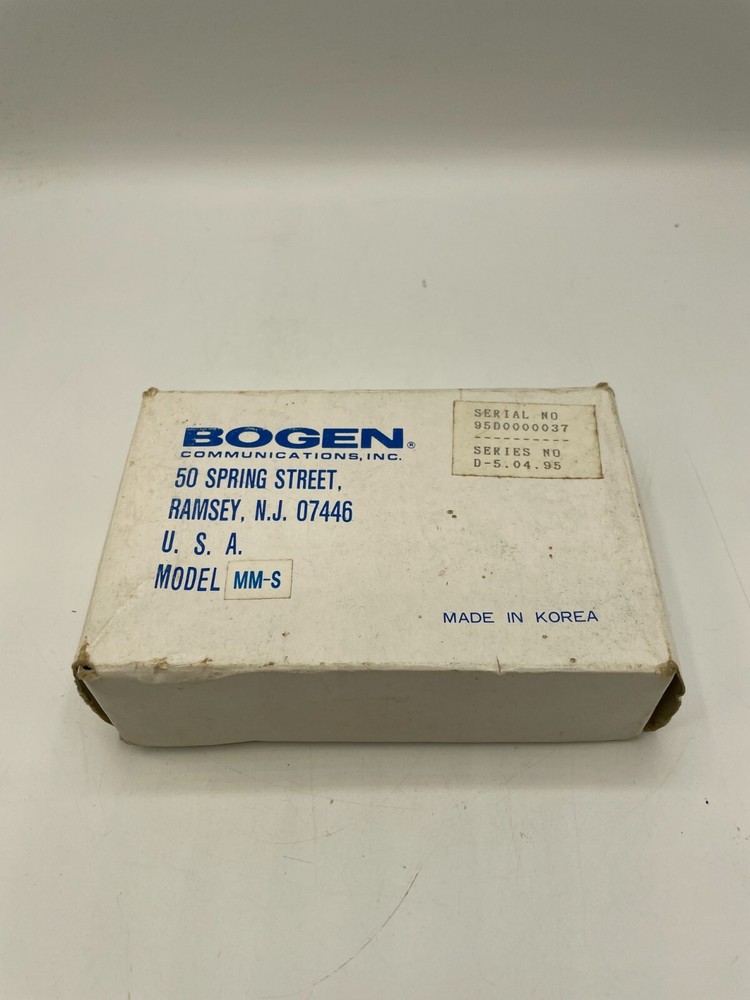 BOGEN®
COMMUNICATIONS, INC.
50 SPRING STREET,
RAMSEY, N.J. 07446
U. S. A.
MODEL MM-S
SERIAL NO
95D0000037
----------
SERIES NO
D-5.04.95
MADE IN KOREA